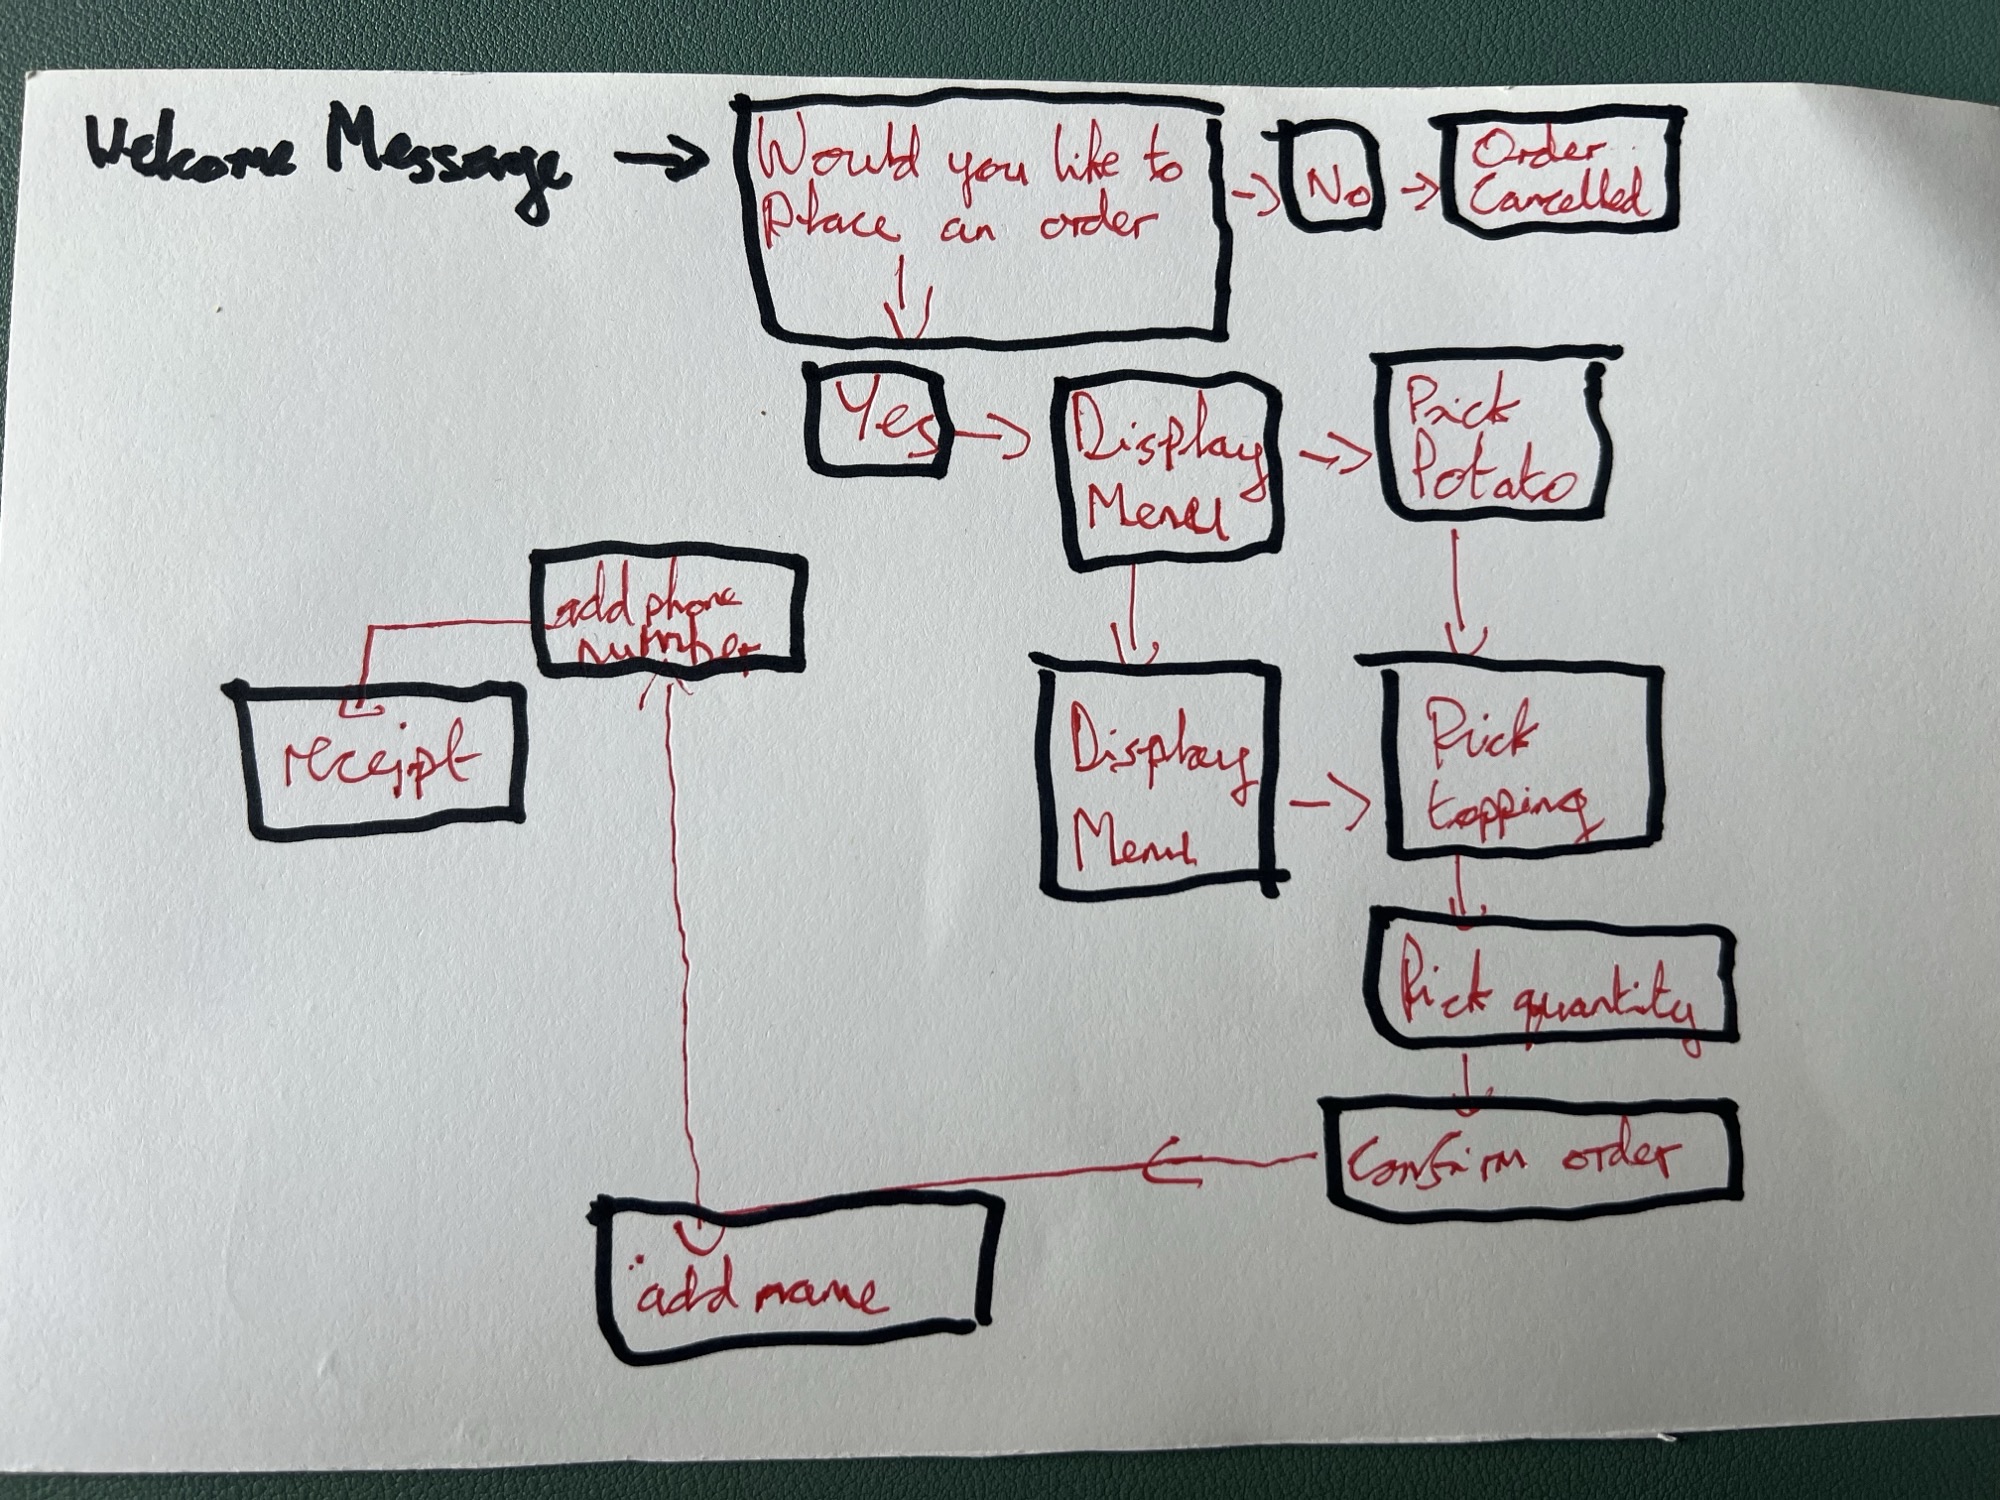 Welcome Message
Would you like to
Place an order
No
Order
Cancelled
Yes
Display
Menu
Pick
Potato
add phone
number
receipt
Display
Menu
Pick
topping
Pick quantity
Confirm order
add name